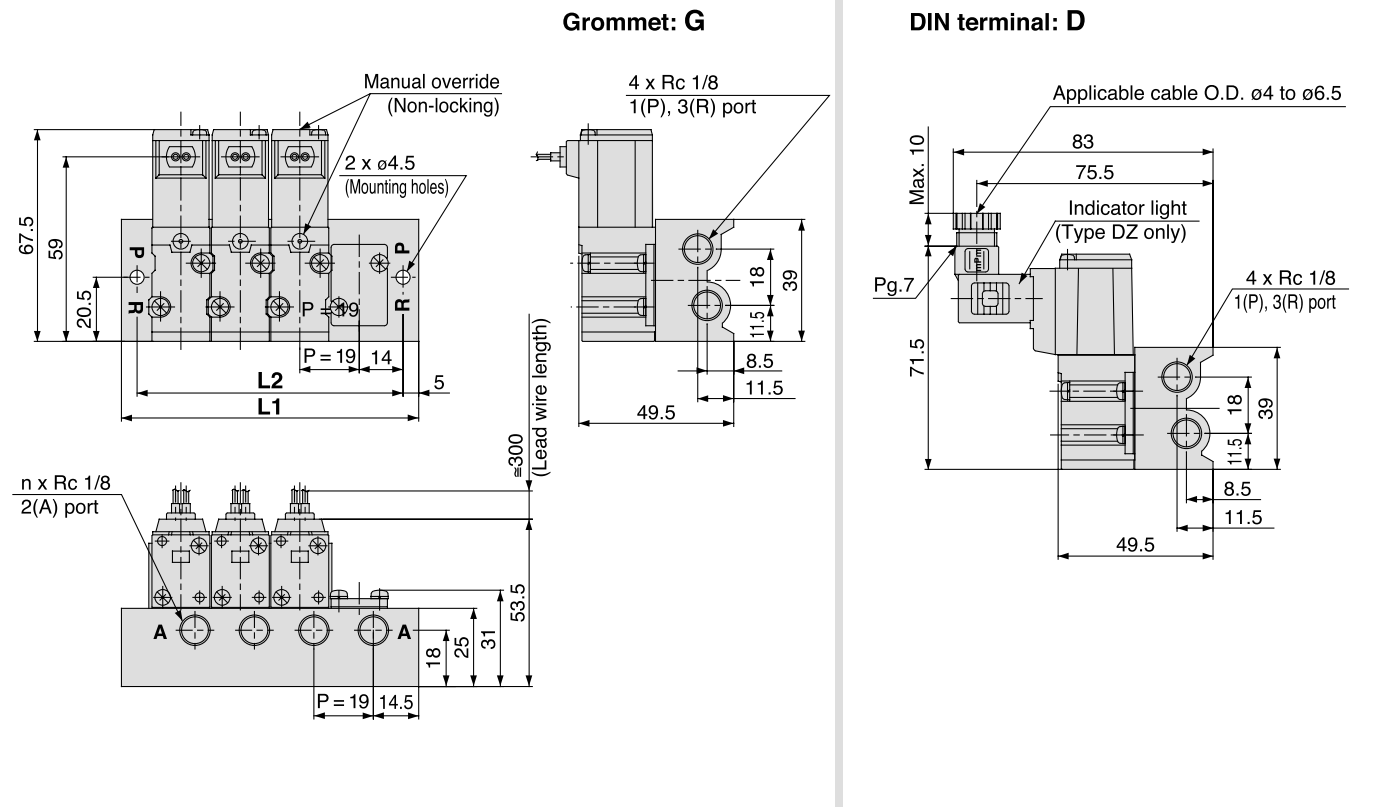 Grommet: G
Manual override
(Non-locking)
4 x Rc 1/8
1(P), 3(R) port
2 x ø4.5
(Mounting holes)
67.5
59
20.5
P
R
P
R
P = 19
P = 19
14
L2
5
L1
18
39
11.5
8.5
11.5
49.5
≅300
(Lead wire length)
n x Rc 1/8
2(A) port
A
A
18
25
31
53.5
P = 19
14.5
DIN terminal: D
Applicable cable O.D. ø4 to ø6.5
Max. 10
83
75.5
Indicator light
(Type DZ only)
Pg.7
4 x Rc 1/8
1(P), 3(R) port
71.5
18
39
11.5
8.5
11.5
49.5